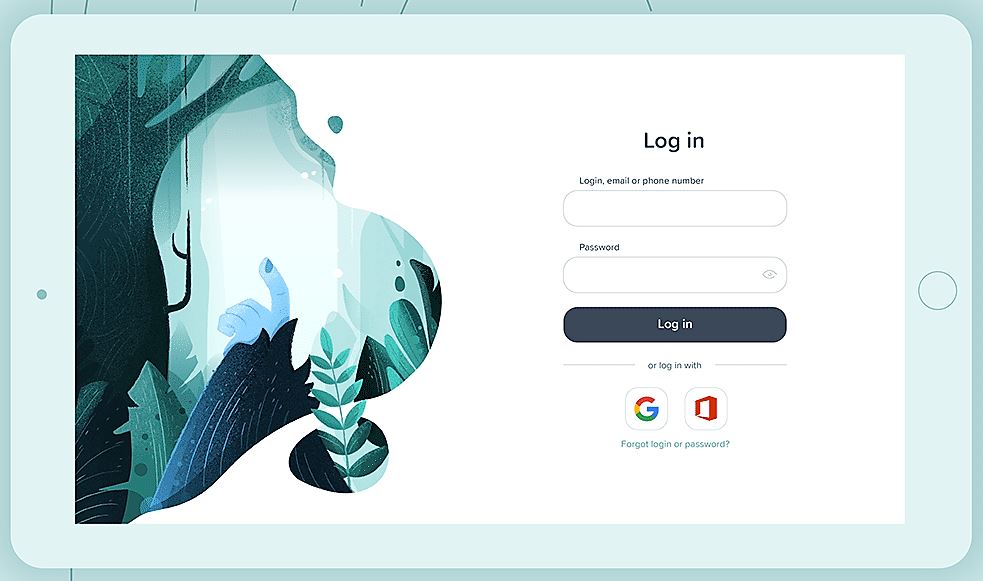 Log in
Login, email or phone number
Password
Log in
or log in with
Forgot login or password?